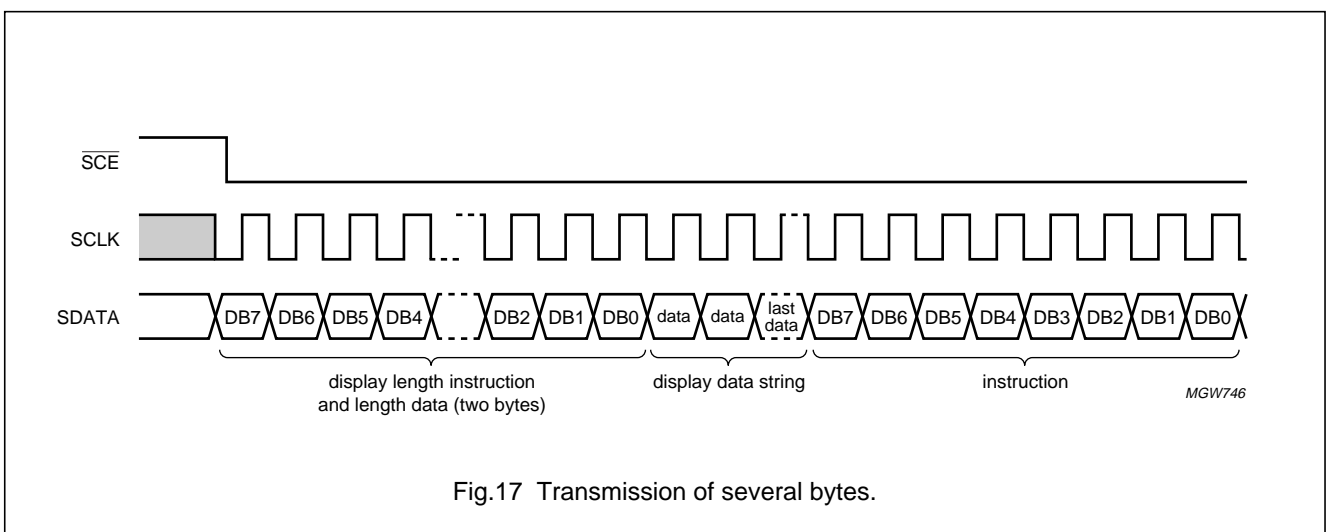 SCE
SCLK
SDATA
DB7 DB6 DB5 DB4 DB2 DB1 DB0 data data last data DB7 DB6 DB5 DB4 DB3 DB2 DB1 DB0
display length instruction
and length data (two bytes)
display data string
instruction
MGW746
Fig.17 Transmission of several bytes.